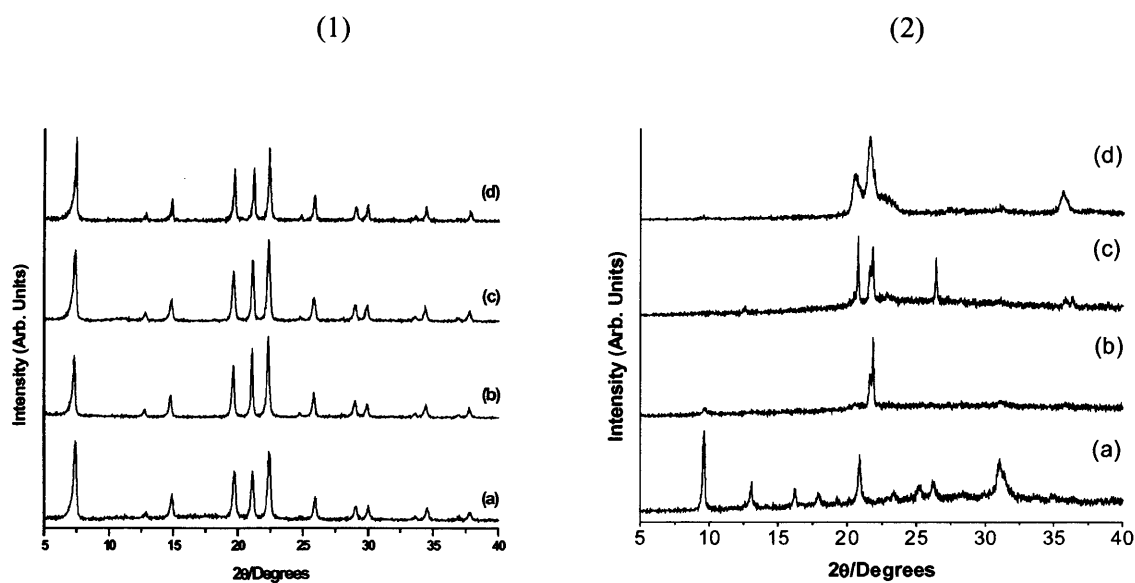 (1)
(2)
(d)
(c)
(b)
(a)
Intensity (Arb. Units)
5 10 15 20 25 30 35 40
2θ/Degrees
(d)
(c)
(b)
(a)
Intensity (Arb. Units)
5 10 15 20 25 30 35 40
2θ/Degrees